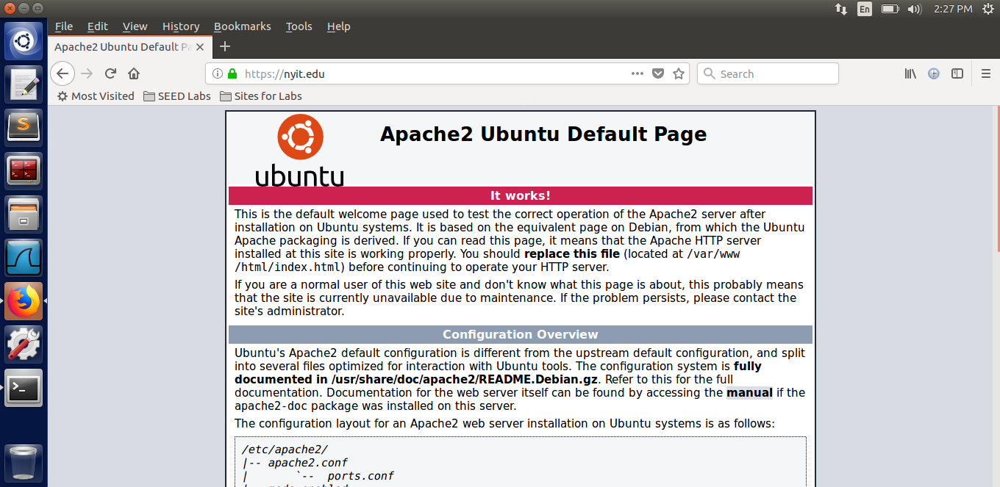 En
2:27 PM
File Edit View History Bookmarks Tools Help
Apache2 Ubuntu Default Pa
https://nyit.edu
Search
Most Visited SEED Labs Sites for Labs
ubuntu
Apache2 Ubuntu Default Page
It works!
This is the default welcome page used to test the correct operation of the Apache2 server after
installation on Ubuntu systems. It is based on the equivalent page on Debian, from which the Ubuntu
Apache packaging is derived. If you can read this page, it means that the Apache HTTP server
installed at this site is working properly. You should replace this file (located at /var/www
/html/index.html) before continuing to operate your HTTP server.
If you are a normal user of this web site and don't know what this page is about, this probably means
that the site is currently unavailable due to maintenance. If the problem persists, please contact the
site's administrator.
Configuration Overview
Ubuntu's Apache2 default configuration is different from the upstream default configuration, and split
into several files optimized for interaction with Ubuntu tools. The configuration system is fully
documented in /usr/share/doc/apache2/README.Debian.gz. Refer to this for the full
documentation. Documentation for the web server itself can be found by accessing the manual if the
apache2-doc package was installed on this server.
The configuration layout for an Apache2 web server installation on Ubuntu systems is as follows:
/etc/apache2/
|-- apache2.conf
|       `--  ports.conf